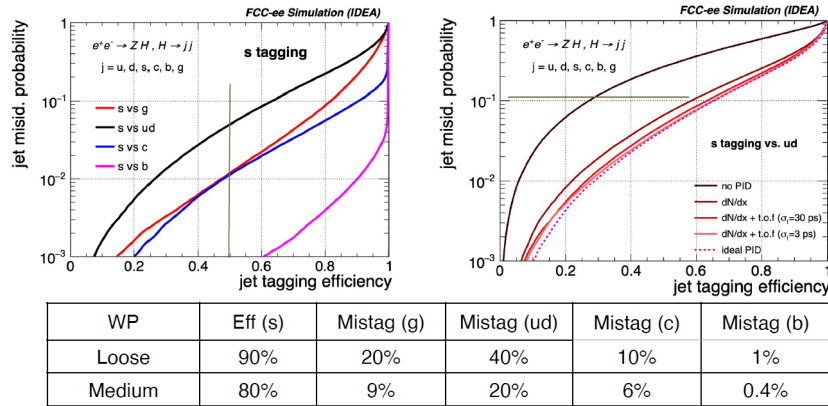 FCC-ee Simulation (IDEA)
e⁺e⁻ → ZH, H → jj
j = u, d, s, c, b, g
s tagging
s vs g
s vs ud
s vs c
s vs b
jet misid. probability
1
10⁻¹
10⁻²
10⁻³
0 0.2 0.4 0.6 0.8 1
jet tagging efficiency
FCC-ee Simulation (IDEA)
e⁺e⁻ → ZH, H → jj
j = u, d, s, c, b, g
s tagging vs. ud
no PID
dN/dx
dN/dx + t.o.f (σₜ=30 ps)
dN/dx + t.o.f (σₜ=3 ps)
ideal PID
jet misid. probability
1
10⁻¹
10⁻²
10⁻³
0 0.2 0.4 0.6 0.8 1
jet tagging efficiency
WP Eff (s) Mistag (g) Mistag (ud) Mistag (c) Mistag (b)
Loose 90% 20% 40% 10% 1%
Medium 80% 9% 20% 6% 0.4%